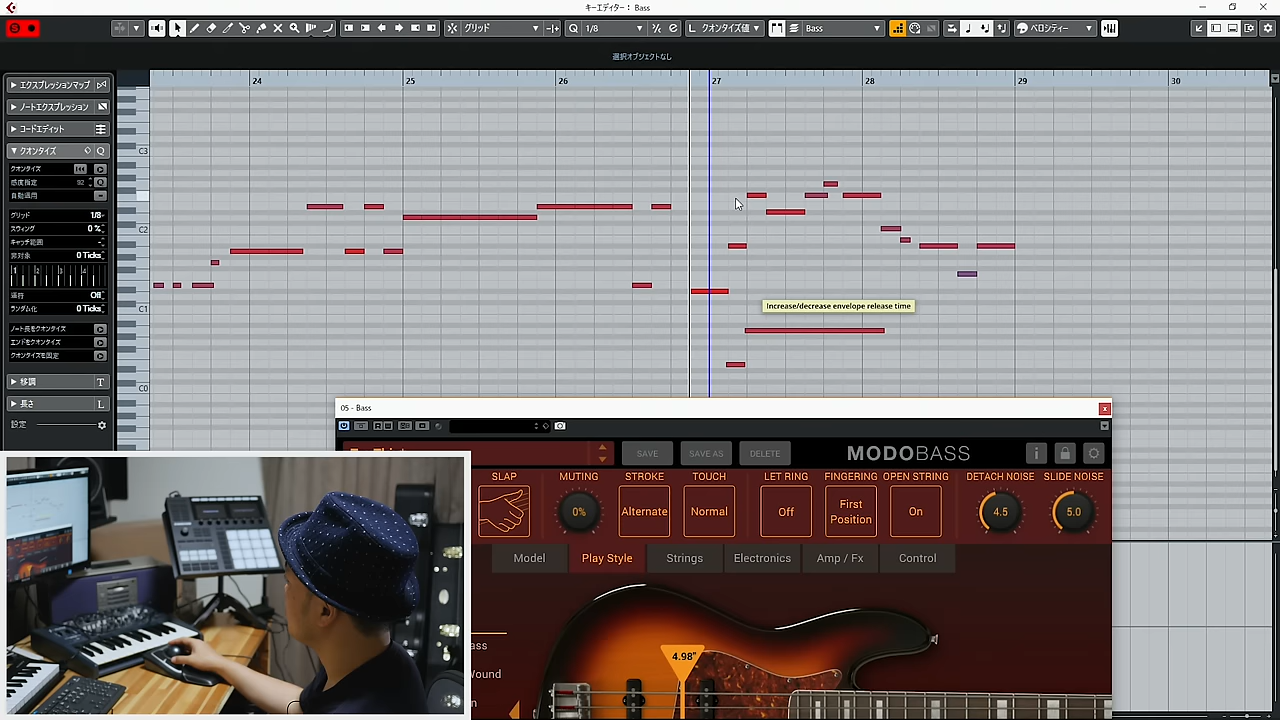 キーエディター： Bass
グリッド
Q 1/8
L クオンタイズ値
Bass
ベロシティー
選択オブジェクトなし
24 25 26 27 28 29 30
エクスプレッションマップ
ノートエクスプレッション
コードエディット
クオンタイズ
クオンタイズ
感度指定 92
自動適用
グリッド 1/8
スウィング 0 %
キャッチ範囲 -
非対象 0 Ticks
1 2 3 4
連符 Off
ランダム化 0 Ticks
ノート長をクオンタイズ
エンドをクオンタイズ
クオンタイズを固定
移調
長さ
設定
C3
C2
C1
C0
Increase/decrease envelope release time
05 - Bass
SAVE
SAVE AS
DELETE
MODOBASS
SLAP
MUTING
STROKE
TOUCH
LET RING
FINGERING
OPEN STRING
DETACH NOISE
SLIDE NOISE
0%
Alternate
Normal
Off
First
Position
On
4.5
5.0
Model
Play Style
Strings
Electronics
Amp / Fx
Control
4.98"